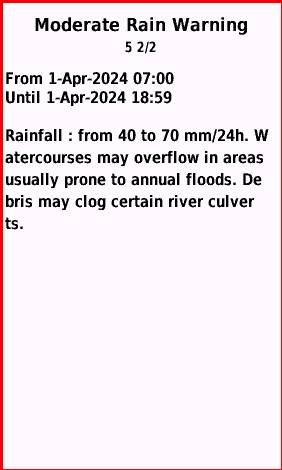 Moderate Rain Warning
5 2/2
From 1-Apr-2024 07:00
Until 1-Apr-2024 18:59
Rainfall : from 40 to 70 mm/24h. W
atercourses may overflow in areas
usually prone to annual floods. De
bris may clog certain river culver
ts.